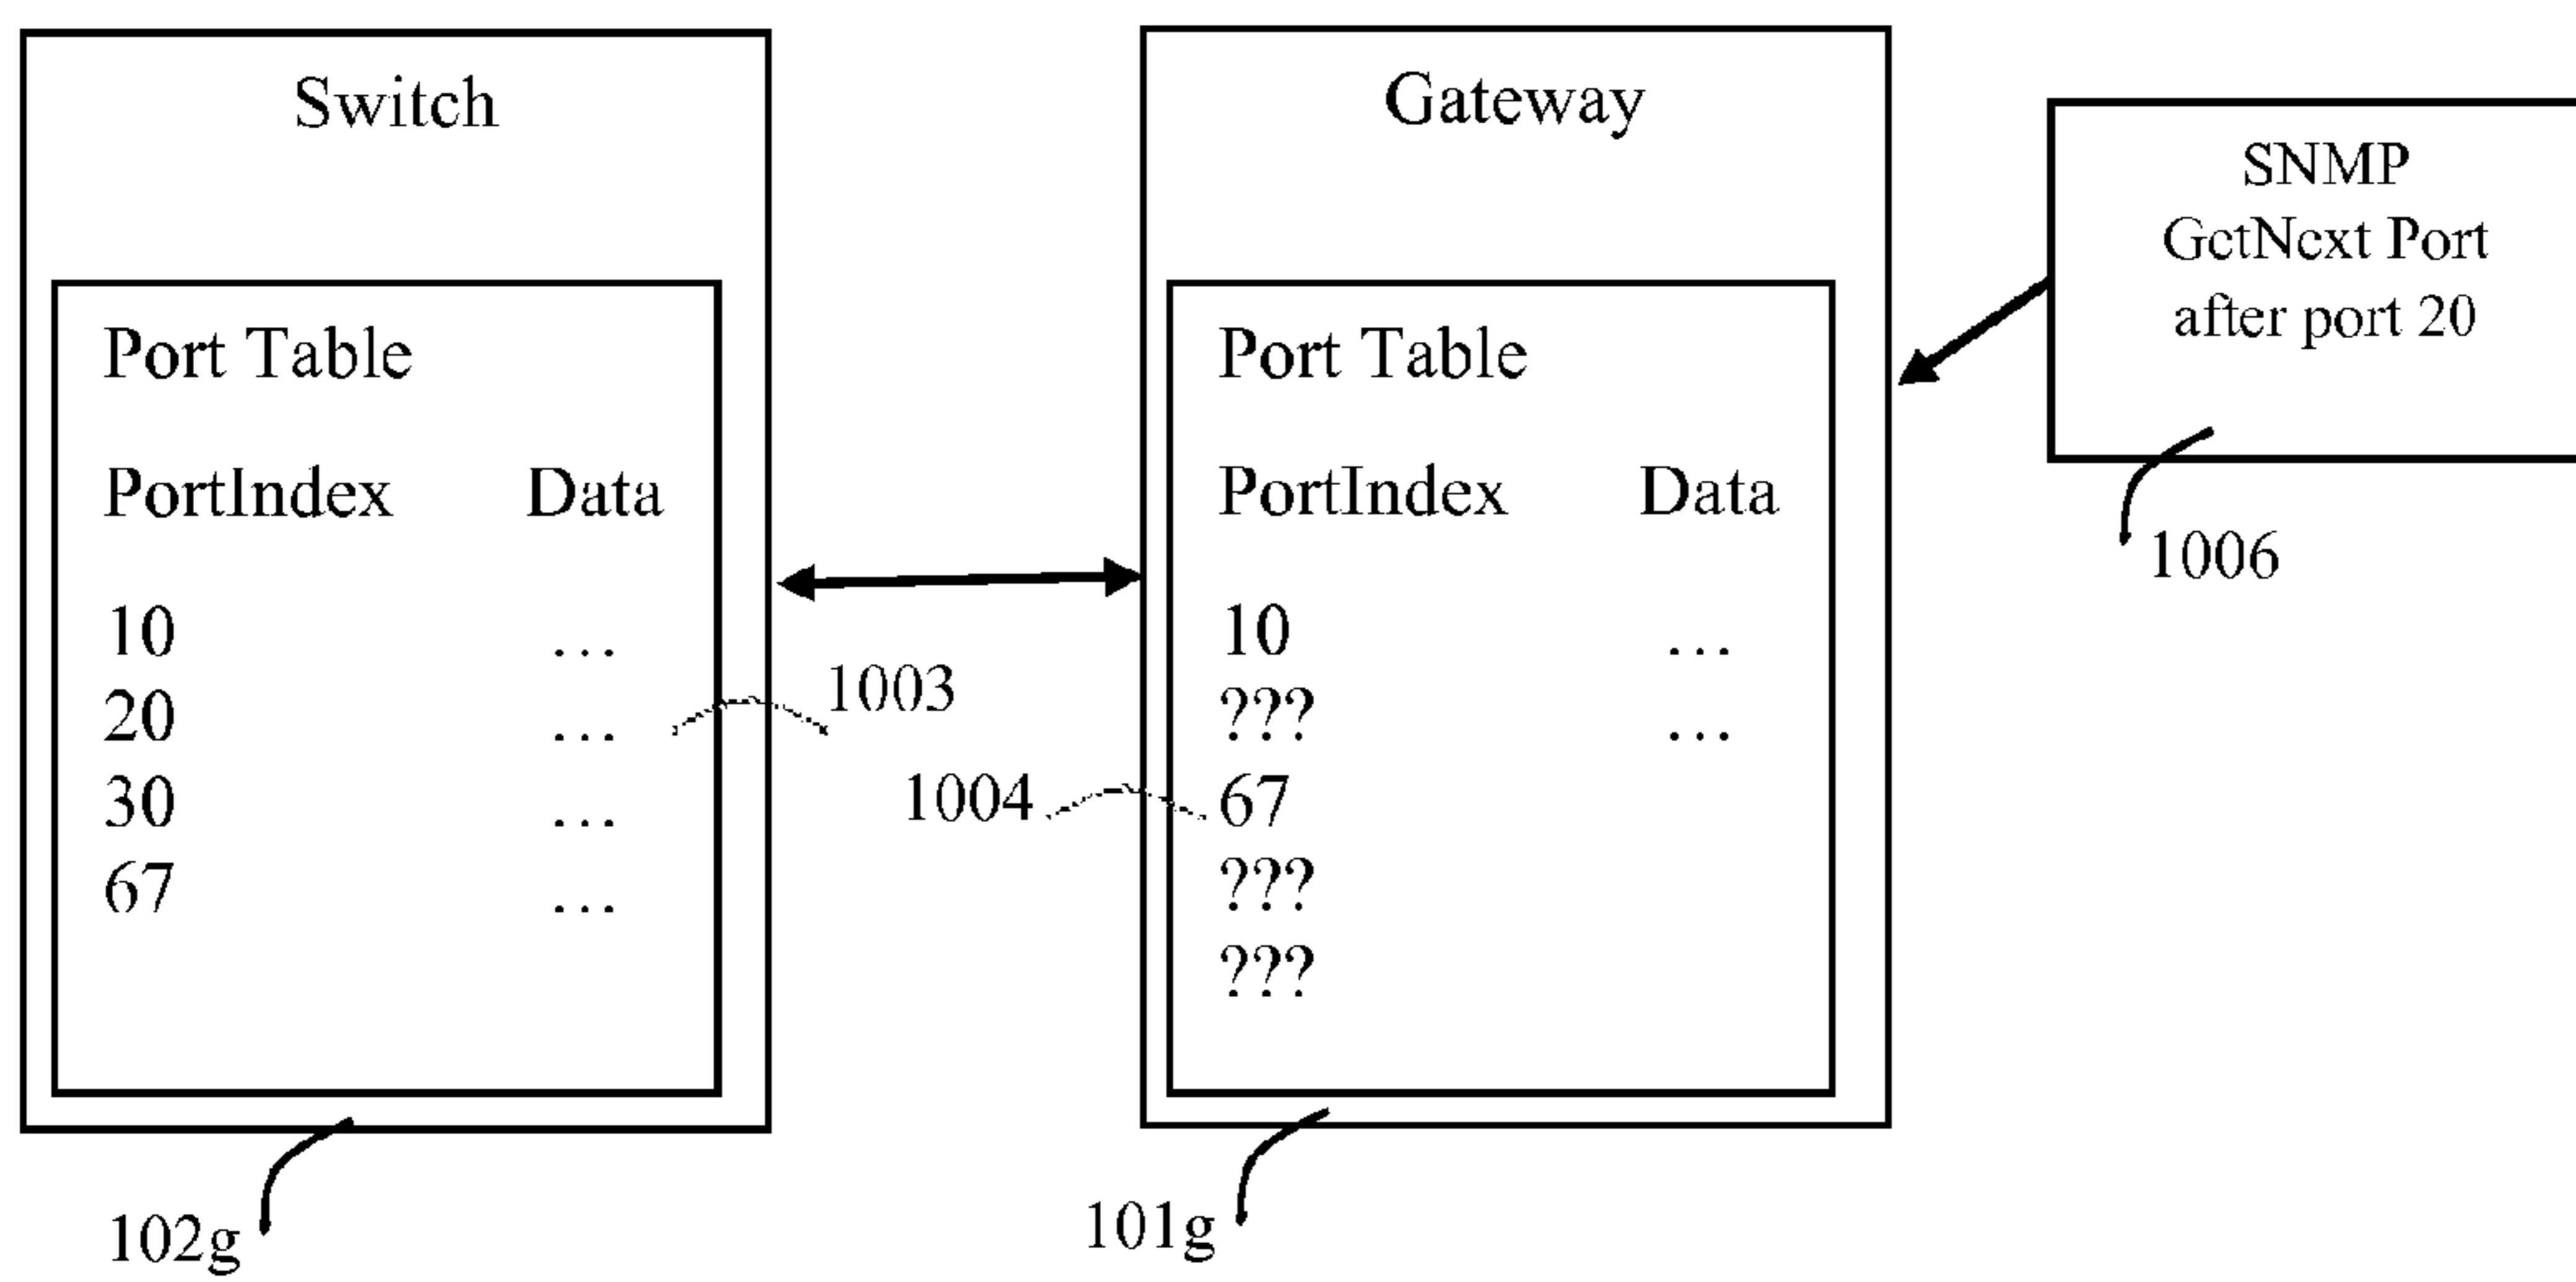 Switch
Port Table
PortIndex Data
10 ...
20 ...
30 ...
67 ...
1003
102g
Gateway
Port Table
PortIndex Data
10 ...
??? ...
67
???
???
1004
101g
SNMP
GetNext Port
after port 20
1006